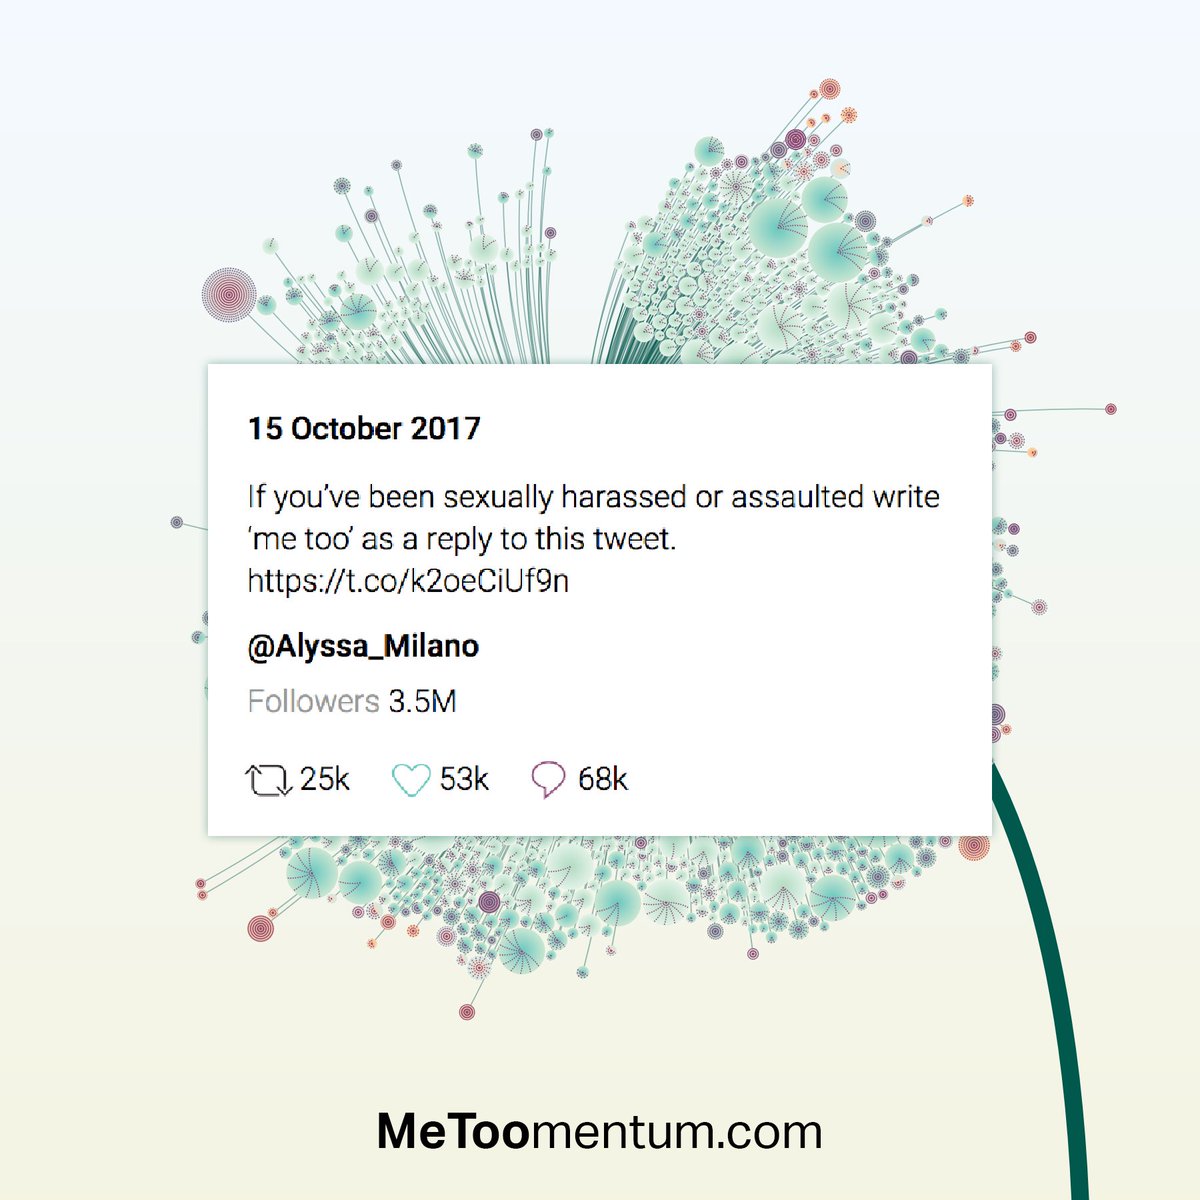 15 October 2017
If you’ve been sexually harassed or assaulted write
‘me too’ as a reply to this tweet.
https://t.co/k2oeCiUf9n
@Alyssa_Milano
Followers 3.5M
25k 53k 68k
MeToomentum.com